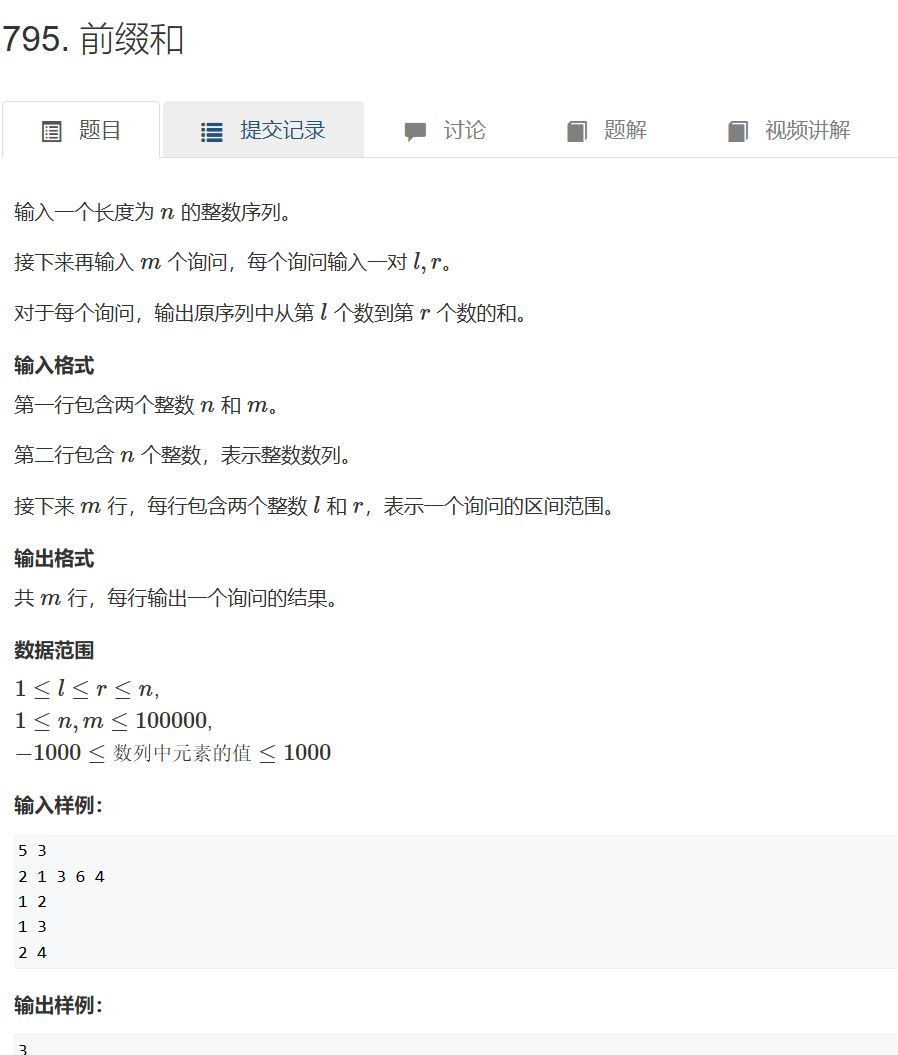 795. 前缀和
题目 提交记录 讨论 题解 视频讲解
输入一个长度为 n 的整数序列。
接下来再输入 m 个询问，每个询问输入一对 l, r。
对于每个询问，输出原序列中从第 l 个数到第 r 个数的和。
输入格式
第一行包含两个整数 n 和 m。
第二行包含 n 个整数，表示整数数列。
接下来 m 行，每行包含两个整数 l 和 r，表示一个询问的区间范围。
输出格式
共 m 行，每行输出一个询问的结果。
数据范围
1 ≤ l ≤ r ≤ n,
1 ≤ n, m ≤ 100000,
−1000 ≤ 数列中元素的值 ≤ 1000
输入样例：
5 3
2 1 3 6 4
1 2
1 3
2 4
输出样例：
3